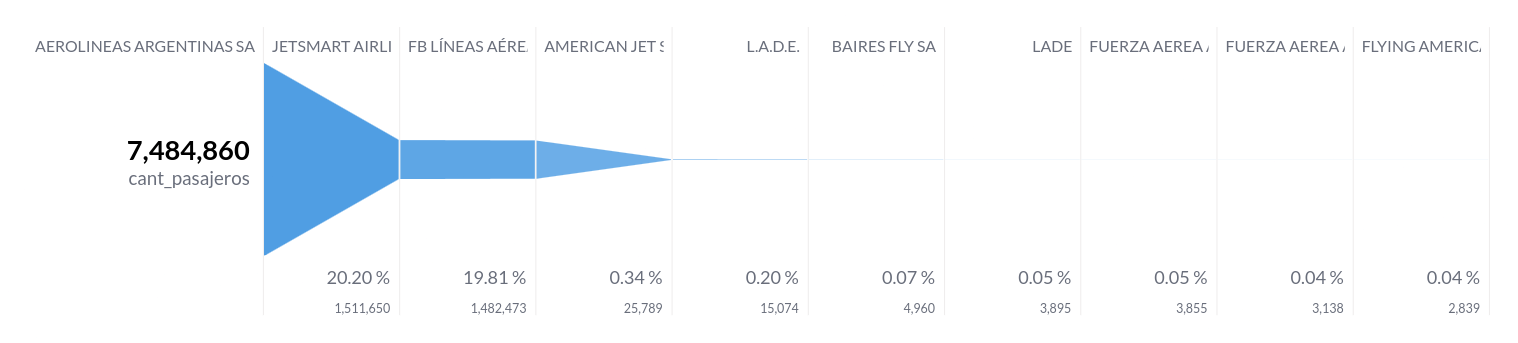 AEROLINEAS ARGENTINAS SA JETSMART AIRLI FB LÍNEAS AÉRE AMERICAN JET L.A.D.E. BAIRES FLY SA LADE FUERZA AEREA FUERZA AEREA FLYING AMERIC
7,484,860
cant_pasajeros
20.20 % 19.81 % 0.34 % 0.20 % 0.07 % 0.05 % 0.05 % 0.04 % 0.04 %
1,511,650 1,482,473 25,789 15,074 4,960 3,895 3,855 3,138 2,839